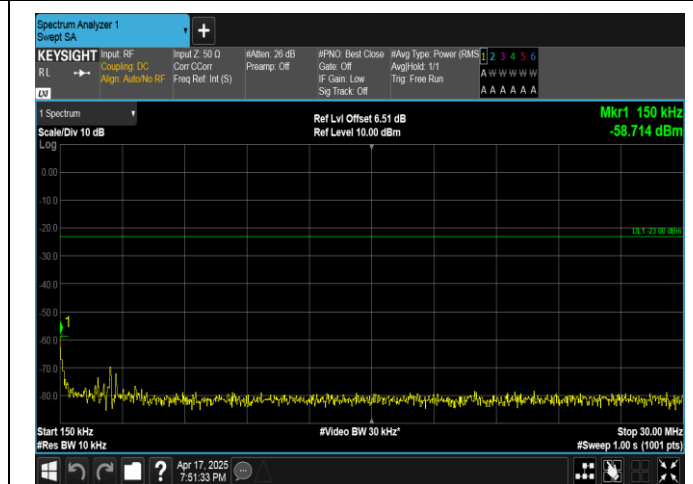 Spectrum Analyzer 1
Swept SA
+
KEYSIGHT
RL
LXI
Input: RF
Coupling: DC
Align: Auto/No RF
Input Z: 50 Ω
Corr CCorr
Freq Ref: Int (S)
#Atten: 26 dB
Preamp: Off
#PNO: Best Close
Gate: Off
IF Gain: Low
Sig Track: Off
#Avg Type: Power (RMS
Avg|Hold: 1/1
Trig: Free Run
1 2 3 4 5 6
A W W W W W
A A A A A A
1 Spectrum
Scale/Div 10 dB
Log
Ref Lvl Offset 6.51 dB
Ref Level 10.00 dBm
Mkr1 150 kHz
-58.714 dBm
0.00
-10.0
-20.0
DL1 -23.00 dBm
-30.0
-40.0
-50.0
1
-60.0
-70.0
-80.0
Start 150 kHz
#Res BW 10 kHz
#Video BW 30 kHz*
Stop 30.00 MHz
#Sweep 1.00 s (1001 pts)
?
Apr 17, 2025
7:51:33 PM